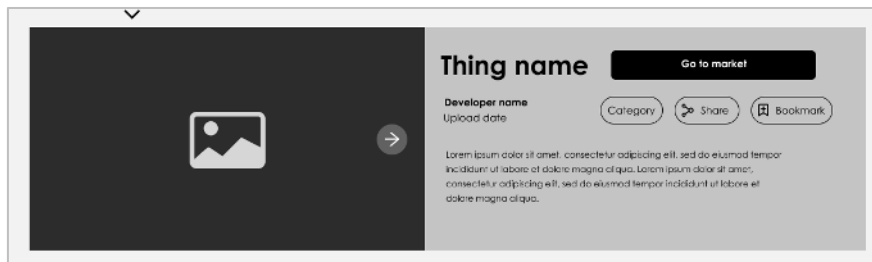 Thing name
Go to market
Developer name
Upload date
Category
Share
Bookmark
Lorem ipsum dolor sit amet, consectetur adipiscing elit, sed do eiusmod tempor
incididunt ut labore et dolore magna aliqua. Lorem ipsum dolor sit amet,
consectetur adipiscing elit, sed do eiusmod tempor incididunt ut labore et
dolore magna aliqua.